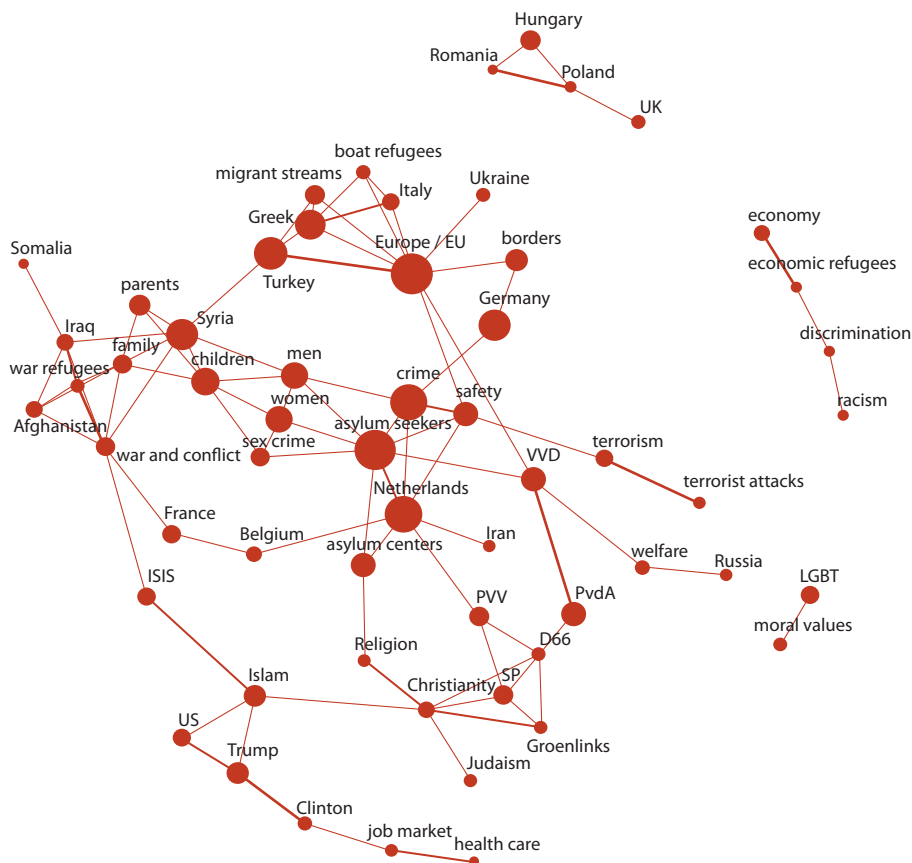 Hungary
Romania
Poland
UK
boat refugees
migrant streams
Italy
Ukraine
Greek
Europe / EU
borders
economy
Somalia
economic refugees
Turkey
parents
Germany
Iraq
Syria
discrimination
family
men
war refugees
children
crime
safety
women
racism
Afghanistan
asylum seekers
sex crime
terrorism
war and conflict
VVD
terrorist attacks
Netherlands
France
Belgium
Iran
asylum centers
welfare
Russia
ISIS
LGBT
PVV
PvdA
moral values
Religion
D66
Islam
Christianity
SP
US
Groenlinks
Trump
Judaism
Clinton
job market
health care